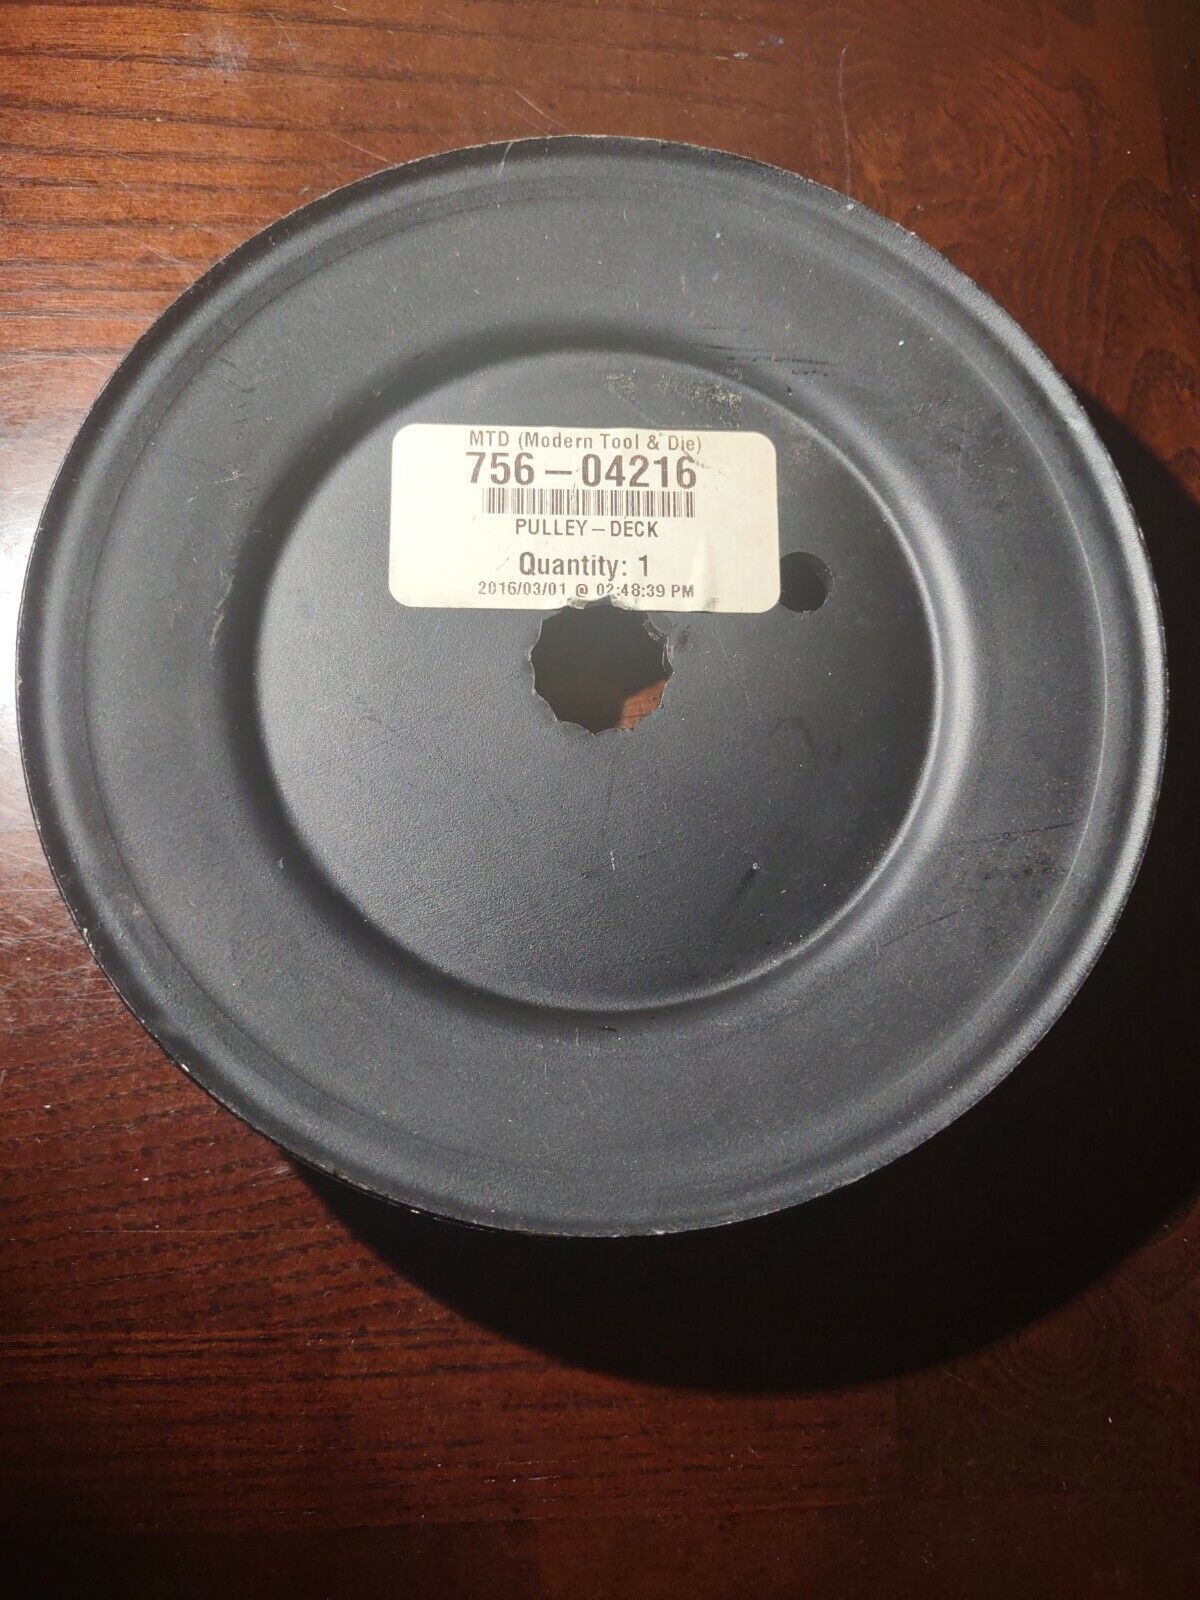 MTD (Modern Tool & Die)
756-04216
PULLEY-DECK
Quantity: 1
2016/03/01 @ 02:48:39 PM